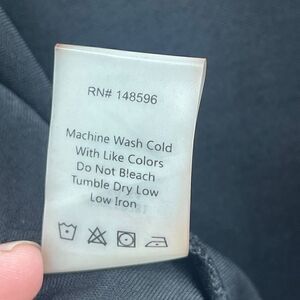 RN# 148596
Machine Wash Cold
With Like Colors
Do Not Bleach
Tumble Dry Low
Low Iron